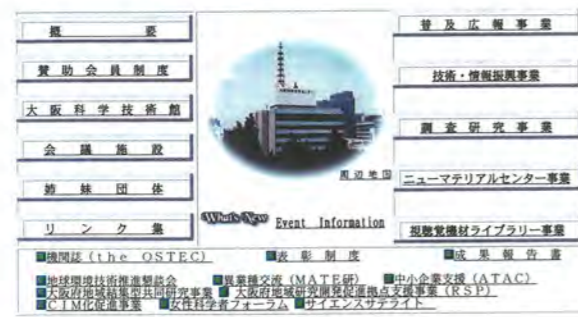 概 要
賛 助 会 員 制 度
大 阪 科 学 技 術 館
会 議 施 設
姉 妹 団 体
リ ン ク 集
周辺地図
What's New Event Information
普 及 広 報 事 業
技術・情報振興事業
調 査 研 究 事 業
ニューマテリアルセンター事業
視聴覚機材ライブラリー事業
機関誌(the OSTEC) 表 彰 制 度 成 果 報 告 書
地球環境技術推進懇談会 異業種交流(MATE研) 中小企業支援(ATAC)
大阪府地域結集型共同研究事業 大阪府地域研究開発促進拠点支援事業(RSP)
CIM化促進事業 女性科学者フォーラム サイエンスサテライト